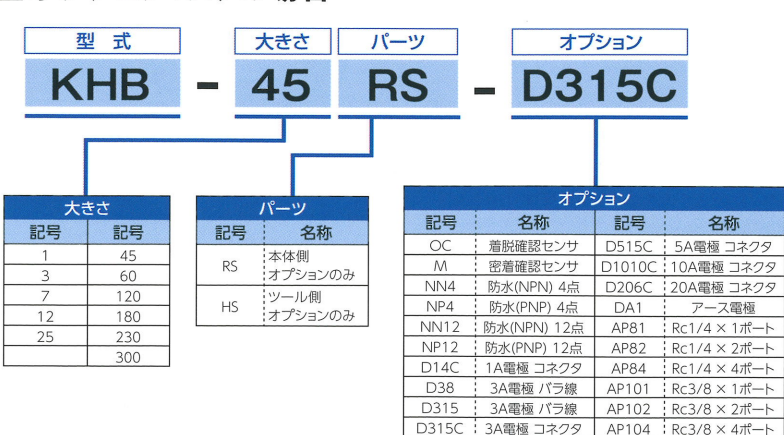 型式 大きさ パーツ オプション
KHB - 45 RS - D315C
大きさ
記号 記号
1 45
3 60
7 120
12 180
25 230
300
パーツ
記号 名称
RS 本体側
オプションのみ
HS ツール側
オプションのみ
オプション
記号 名称 記号 名称
OC 着脱確認センサ D515C 5A電極 コネクタ
M 密着確認センサ D1010C 10A電極 コネクタ
NN4 防水(NPN) 4点 D206C 20A電極 コネクタ
NP4 防水(PNP) 4点 DA1 アース電極
NN12 防水(NPN) 12点 AP81 Rc1/4 × 1ポート
NP12 防水(PNP) 12点 AP82 Rc1/4 × 2ポート
D14C 1A電極 コネクタ AP84 Rc1/4 × 4ポート
D38 3A電極 バラ線 AP101 Rc3/8 × 1ポート
D315 3A電極 バラ線 AP102 Rc3/8 × 2ポート
D315C 3A電極 コネクタ AP104 Rc3/8 × 4ポート